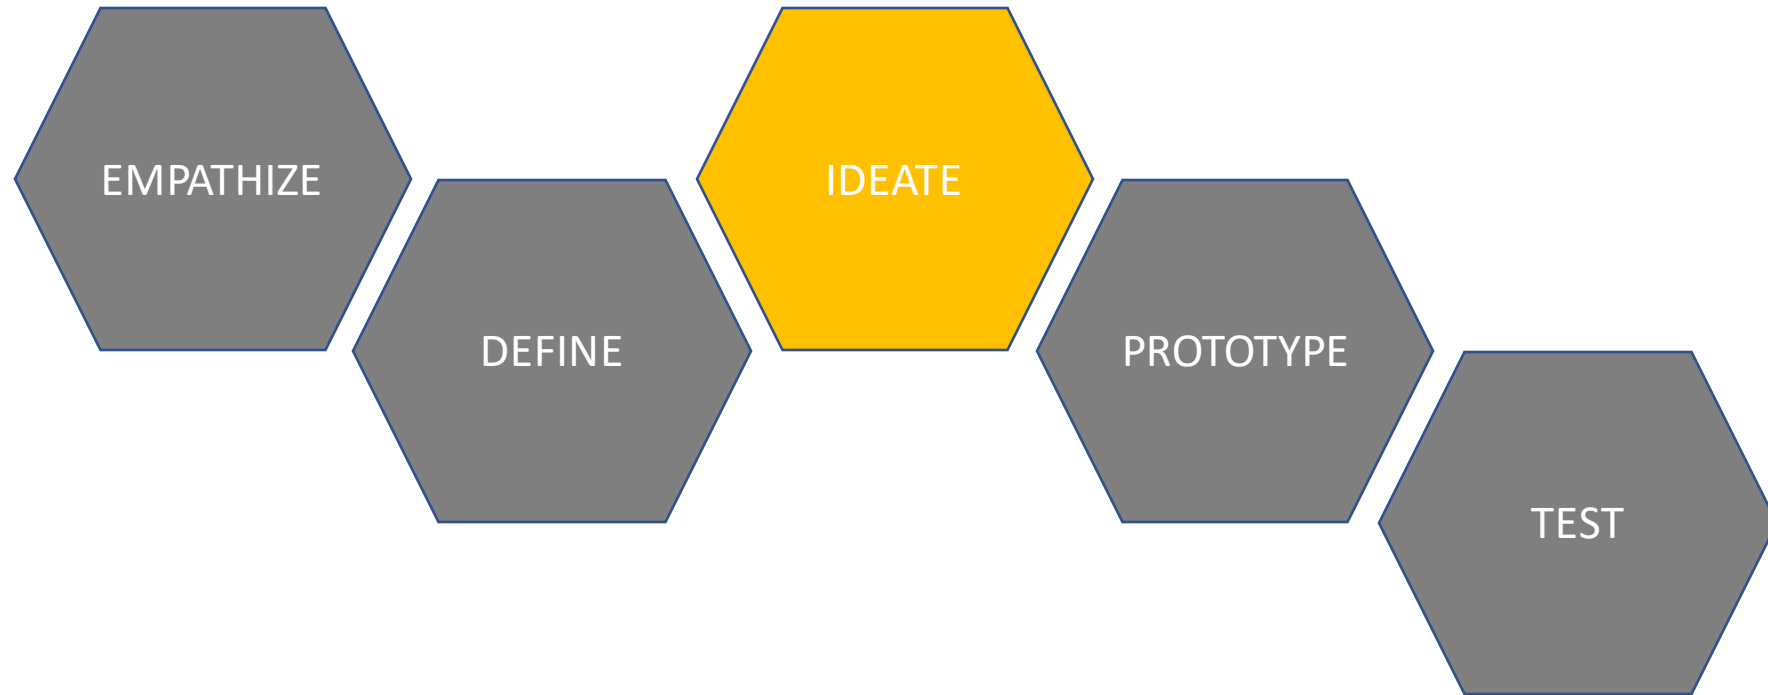 EMPATHIZE
DEFINE
IDEATE
PROTOTYPE
TEST